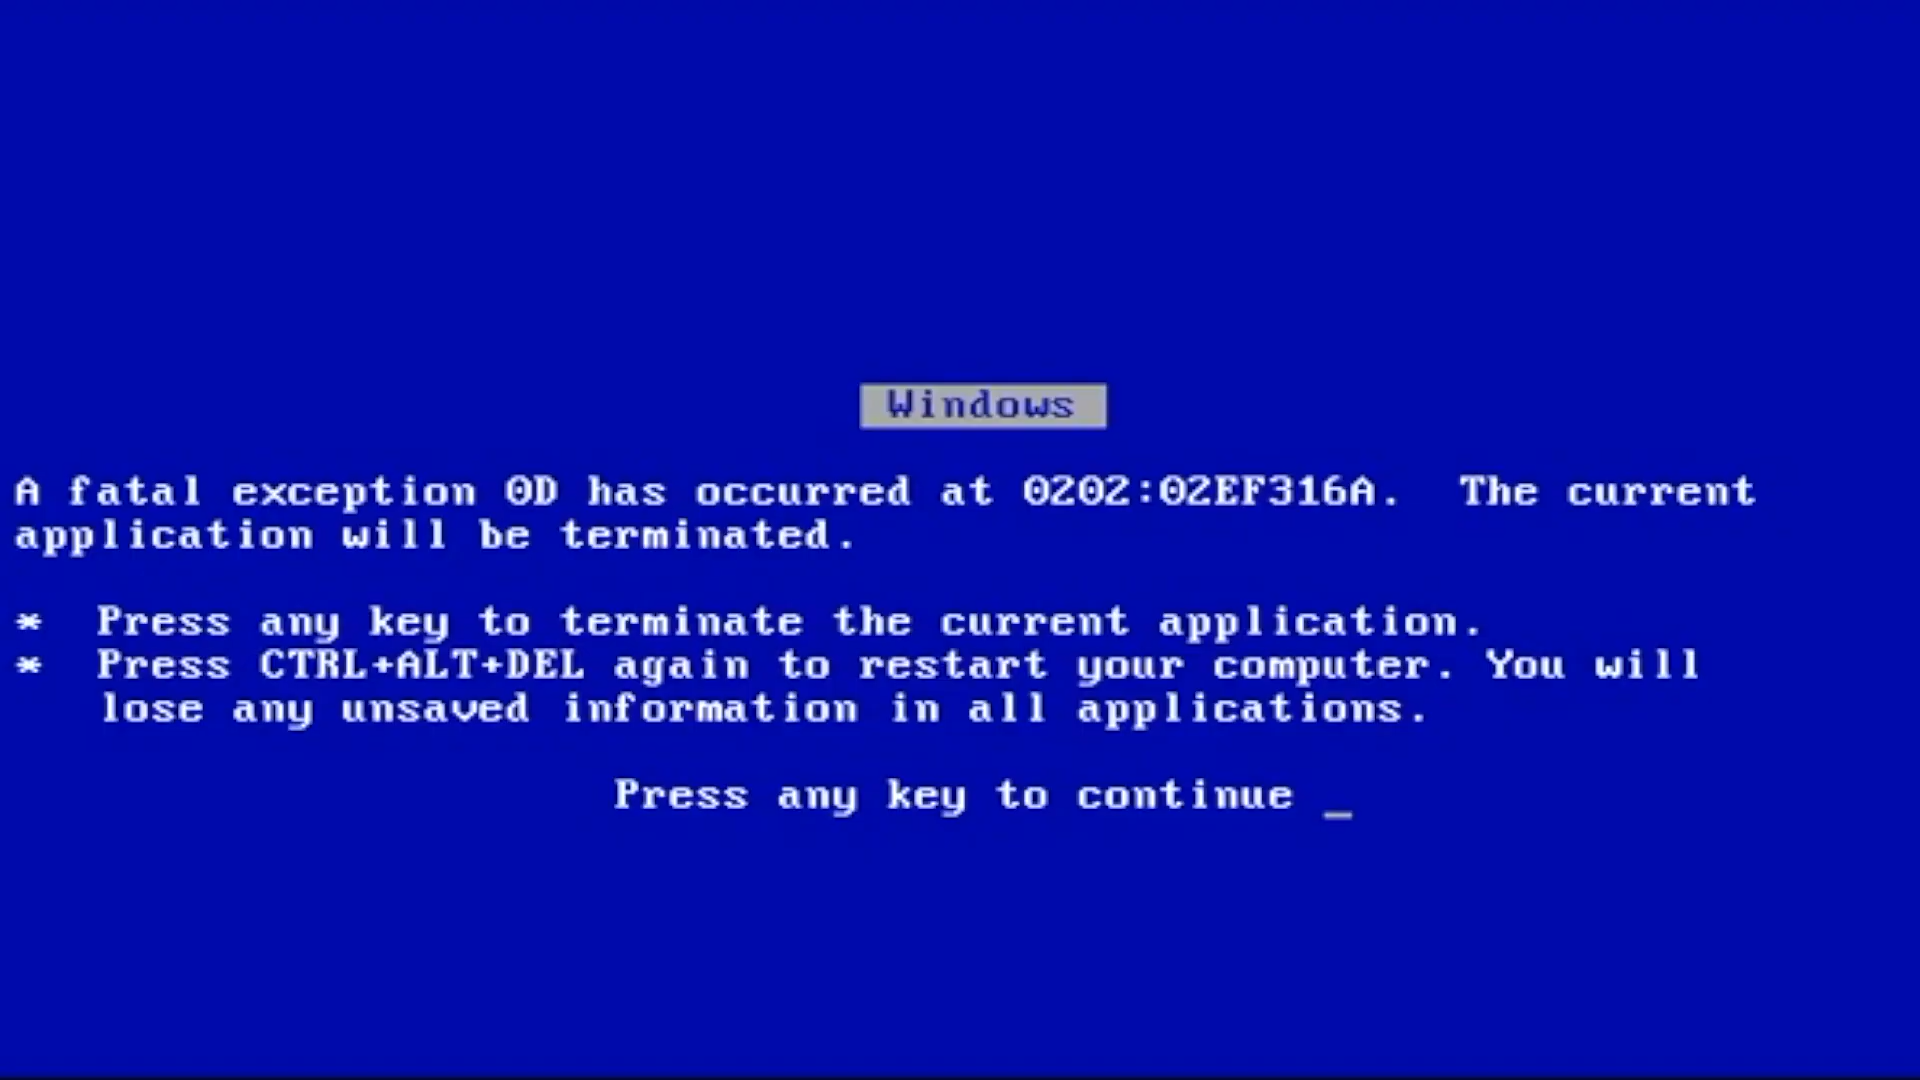 Windows
A fatal exception 0D has occurred at 0202:02EF316A.  The current
application will be terminated.
*  Press any key to terminate the current application.
*  Press CTRL+ALT+DEL again to restart your computer. You will
lose any unsaved information in all applications.
Press any key to continue _